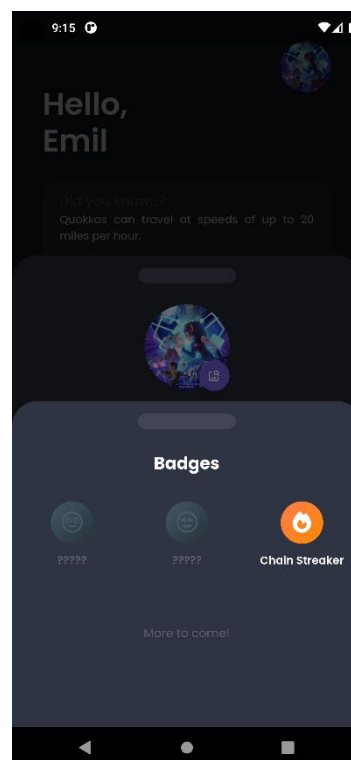 9:15
Hello,
Emil
Did you know...?
Quokkas can travel at speeds of up to 20
miles per hour.
Badges
?????
?????
Chain Streaker
More to come!